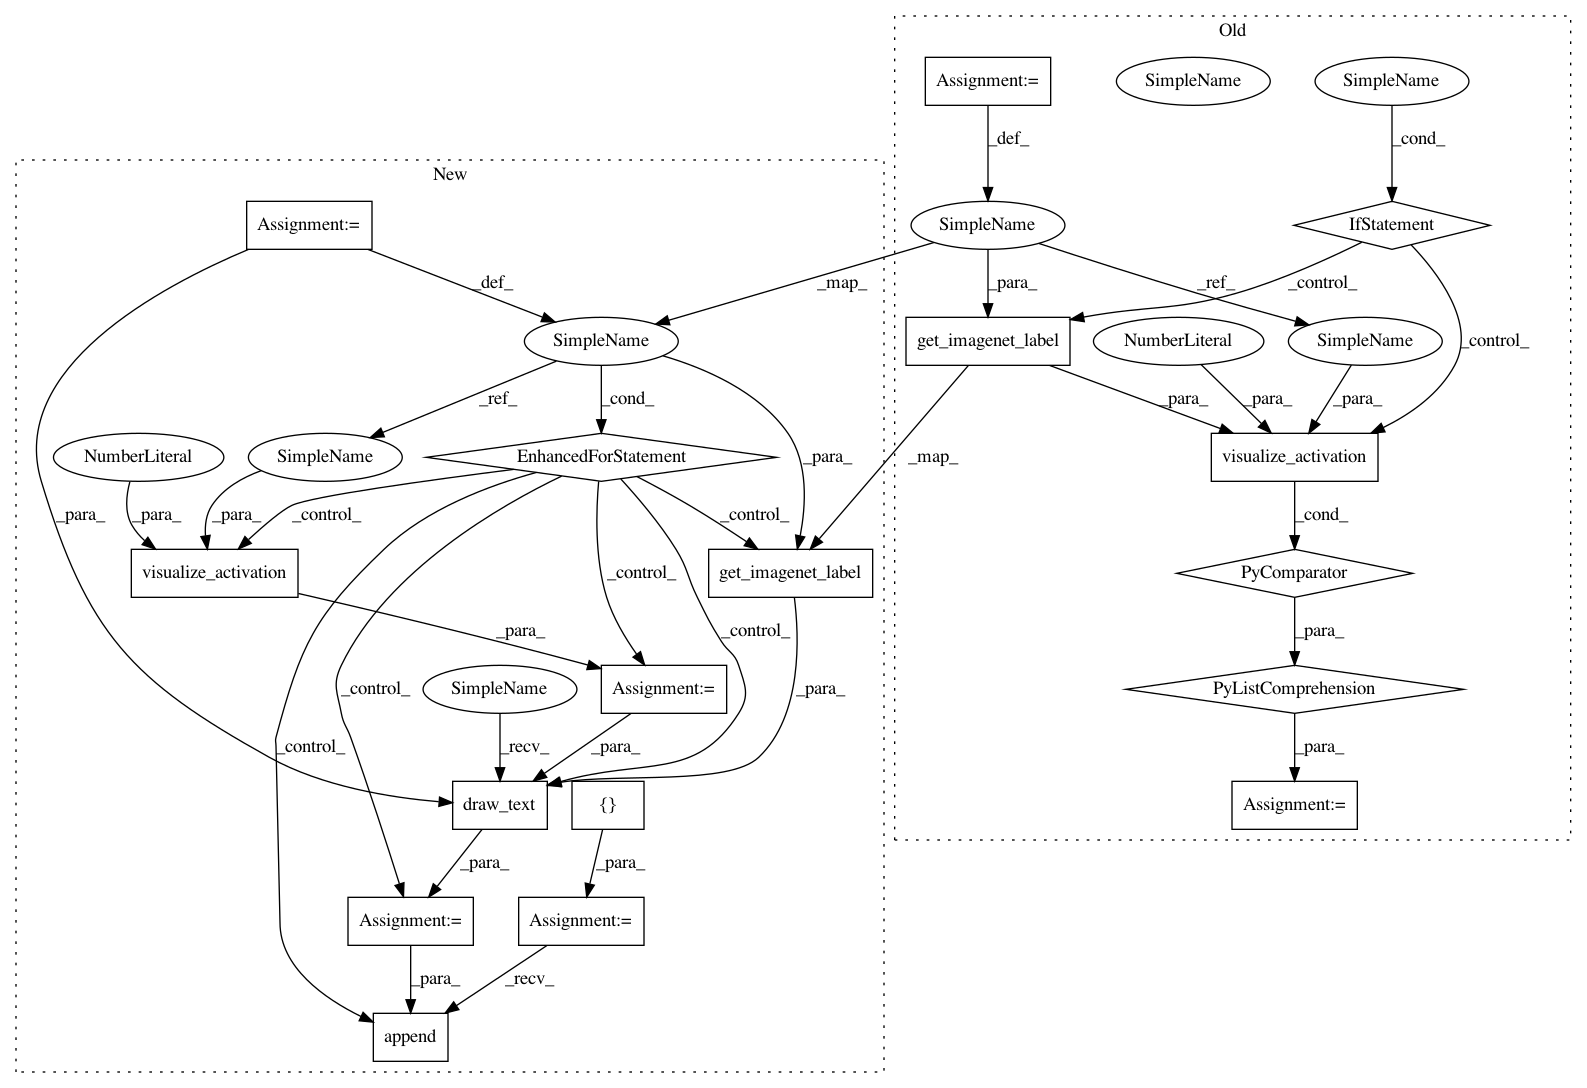 Old
Assignment:=
SimpleName
SimpleName
_def_
_cond_
New
Assignment:=
SimpleName
IfStatement
_def_
_map_
_para_
_ref_
_control_
SimpleName
get_imagenet_label
NumberLiteral
SimpleName
_control_
_ref_
_cond_
_para_
_para_
_para_
NumberLiteral
SimpleName
EnhancedForStatement
_para_
_map_
visualize_activation
_para_
_para_
_para_
_control_
_control_
_cond_
visualize_activation
_control_
get_imagenet_label
PyComparator
_para_
_control_
_para_
SimpleName
_control_
Assignment:=
_para_
PyListComprehension
_control_
_recv_
_para_
_para_
draw_text
{}
Assignment:=
_para_
_para_
Assignment:=
Assignment:=
_para_
_recv_
append